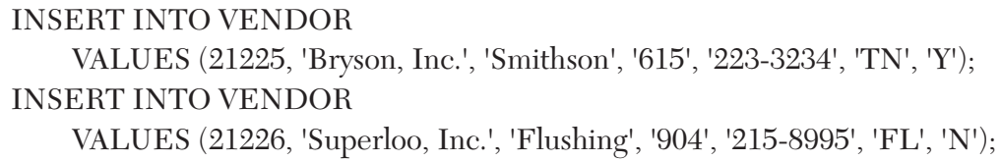 INSERT INTO VENDOR
VALUES (21225, 'Bryson, Inc.', 'Smithson', '615', '223-3234', 'TN', 'Y');
INSERT INTO VENDOR
VALUES (21226, 'Superloo, Inc.', 'Flushing', '904', '215-8995', 'FL', 'N');